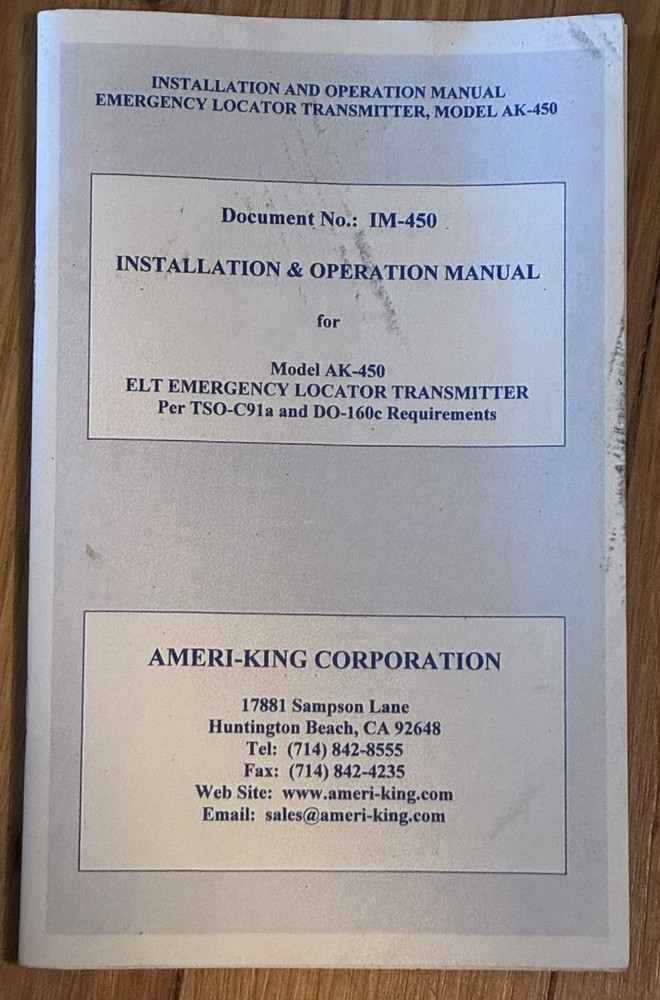 INSTALLATION AND OPERATION MANUAL
EMERGENCY LOCATOR TRANSMITTER, MODEL AK-450
Document No.: IM-450
INSTALLATION & OPERATION MANUAL
for
Model AK-450
ELT EMERGENCY LOCATOR TRANSMITTER
Per TSO-C91a and DO-160c Requirements
AMERI-KING CORPORATION
17881 Sampson Lane
Huntington Beach, CA 92648
Tel: (714) 842-8555
Fax: (714) 842-4235
Web Site: www.ameri-king.com
Email: sales@ameri-king.com